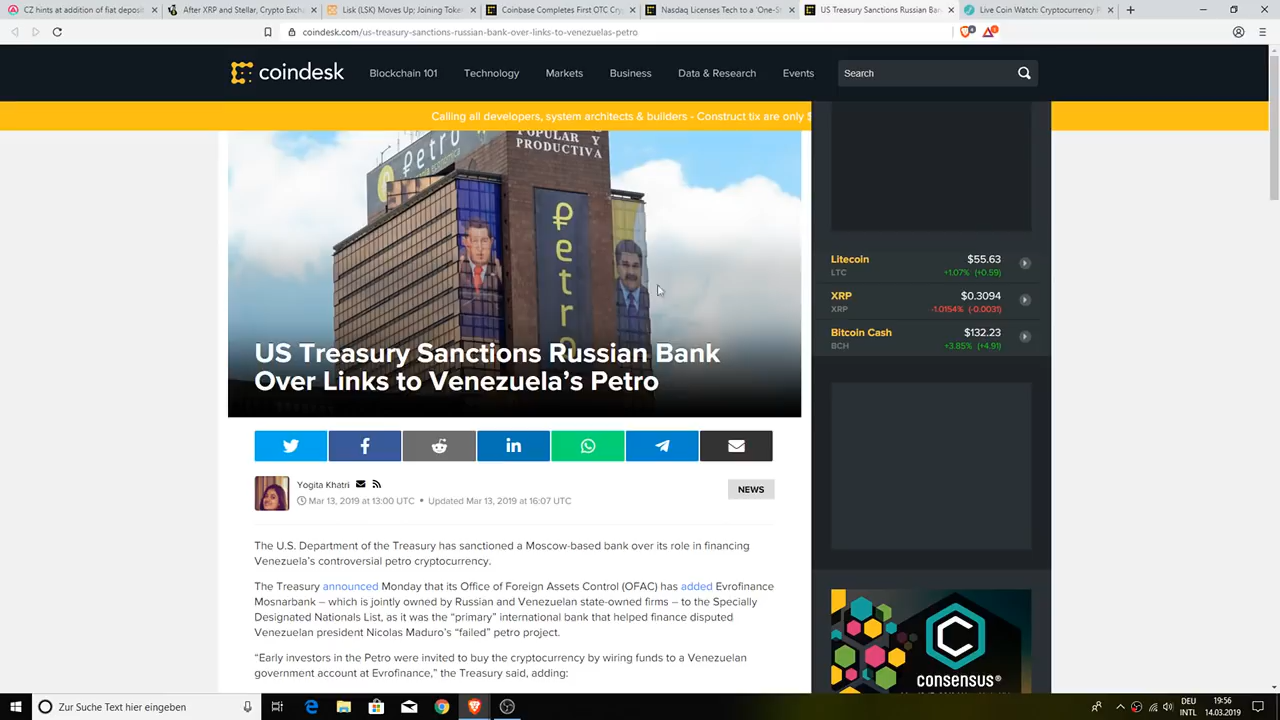 CZ hints at addition of fiat deposit
After XRP and Stellar, Crypto Excha
Lisk (LSK) Moves Up; Joining Toke
Coinbase Completes First OTC Cry
Nasdaq Licenses Tech to a 'One-S
US Treasury Sanctions Russian Ban
Live Coin Watch: Cryptocurrency P
coindesk.com/us-treasury-sanctions-russian-bank-over-links-to-venezuelas-petro
coindesk
Blockchain 101
Technology
Markets
Business
Data & Research
Events
Search
Calling all developers, system architects & builders - Construct tix are only $
POPULAR Y
PRODUCTIVA
petro
petro
US Treasury Sanctions Russian Bank
Over Links to Venezuela's Petro
Litecoin $55.63
LTC +1.07% (+0.59)
XRP $0.3094
XRP -1.0154% (-0.0031)
Bitcoin Cash $132.23
BCH +3.85% (+4.91)
Yogita Khatri
Mar 13, 2019 at 13:00 UTC • Updated Mar 13, 2019 at 16:07 UTC
NEWS
The U.S. Department of the Treasury has sanctioned a Moscow-based bank over its role in financing
Venezuela's controversial petro cryptocurrency.
The Treasury announced Monday that its Office of Foreign Assets Control (OFAC) has added Evrofinance
Mosnarbank – which is jointly owned by Russian and Venezuelan state-owned firms – to the Specially
Designated Nationals List, as it was the “primary” international bank that helped finance disputed
Venezuelan president Nicolas Maduro's “failed” petro project.
“Early investors in the Petro were invited to buy the cryptocurrency by wiring funds to a Venezuelan
government account at Evrofinance,” the Treasury said, adding:
CONSENSUS
Zur Suche Text hier eingeben
DEU
INTL
19:56
14.03.2019